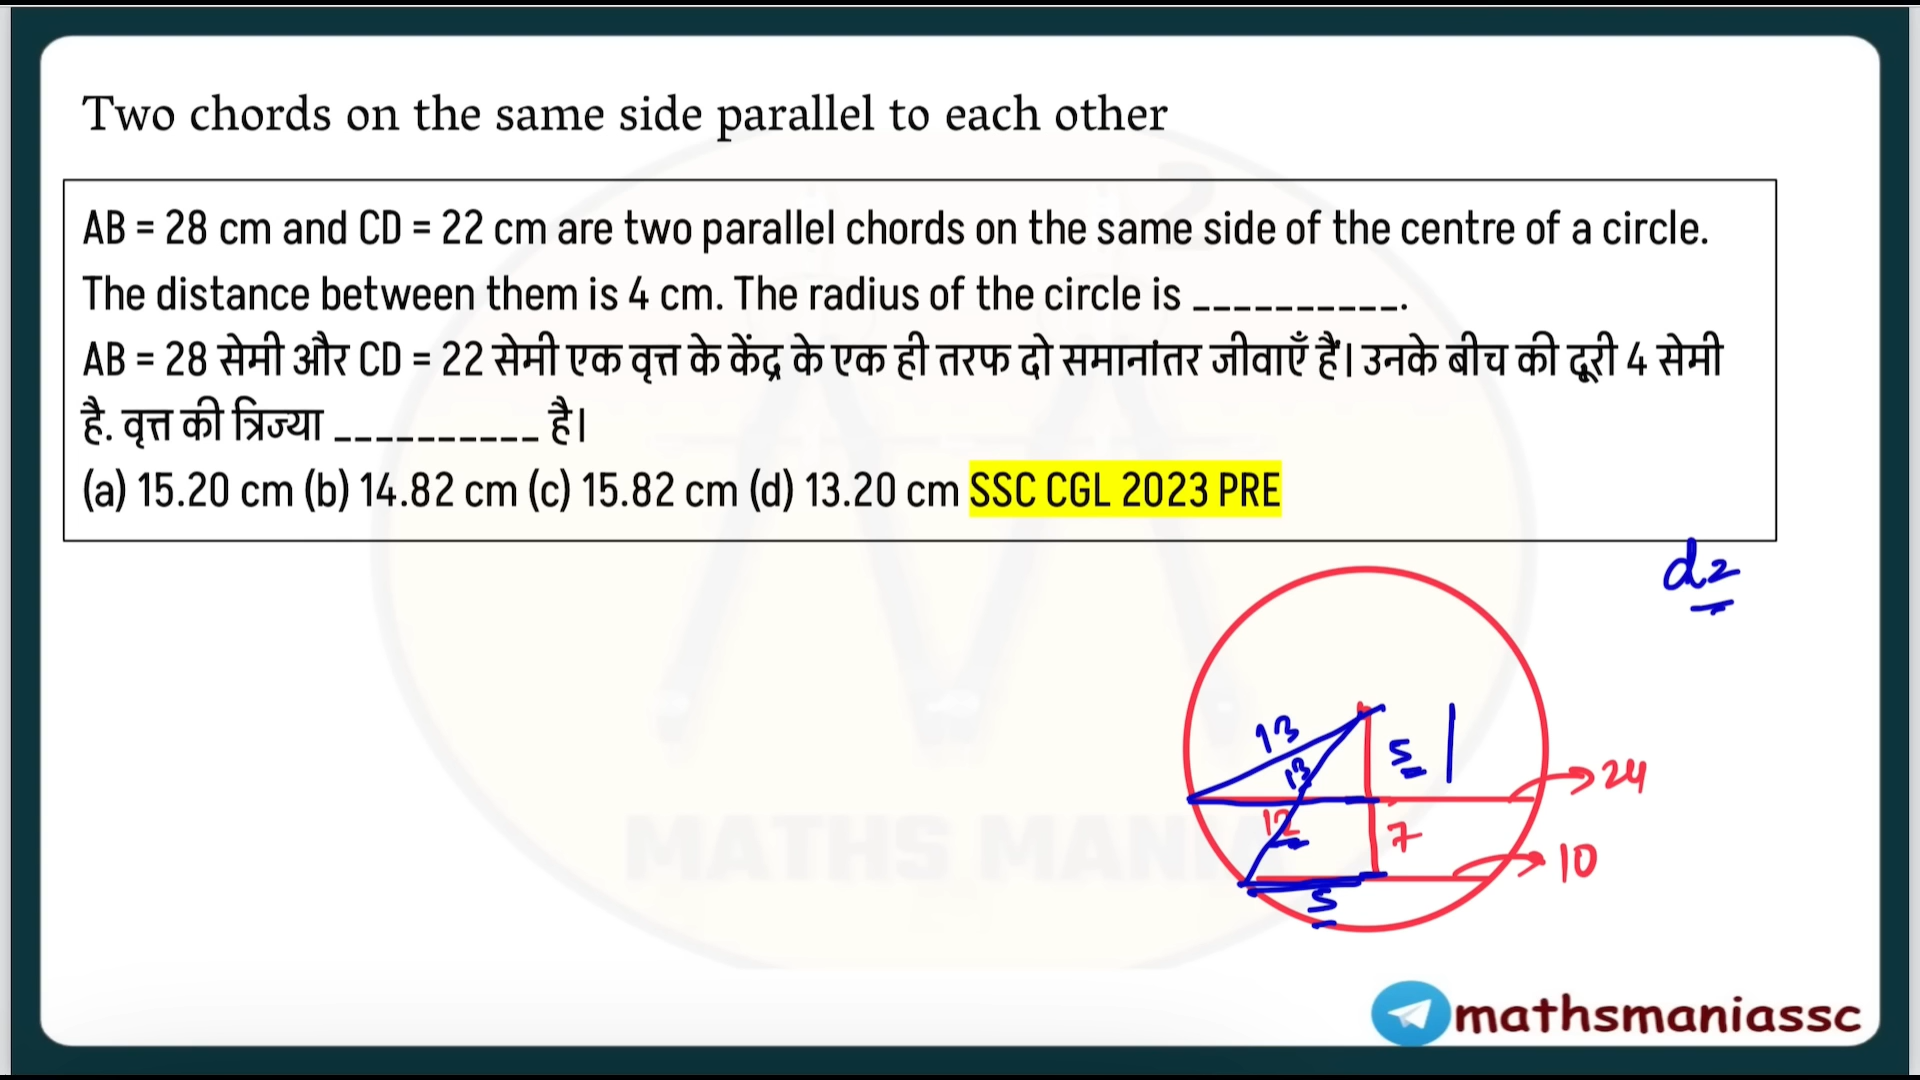 Two chords on the same side parallel to each other
AB = 28 cm and CD = 22 cm are two parallel chords on the same side of the centre of a circle.
The distance between them is 4 cm. The radius of the circle is __________.
AB = 28 सेमी और CD = 22 सेमी एक वृत्त के केंद्र के एक ही तरफ दो समानांतर जीवाएँ हैं। उनके बीच की दूरी 4 सेमी
है. वृत्त की त्रिज्या __________ है।
(a) 15.20 cm (b) 14.82 cm (c) 15.82 cm (d) 13.20 cm SSC CGL 2023 PRE
d2
13
5
13
24
12
7
10
5
MATHS MANIA
mathsmaniassc